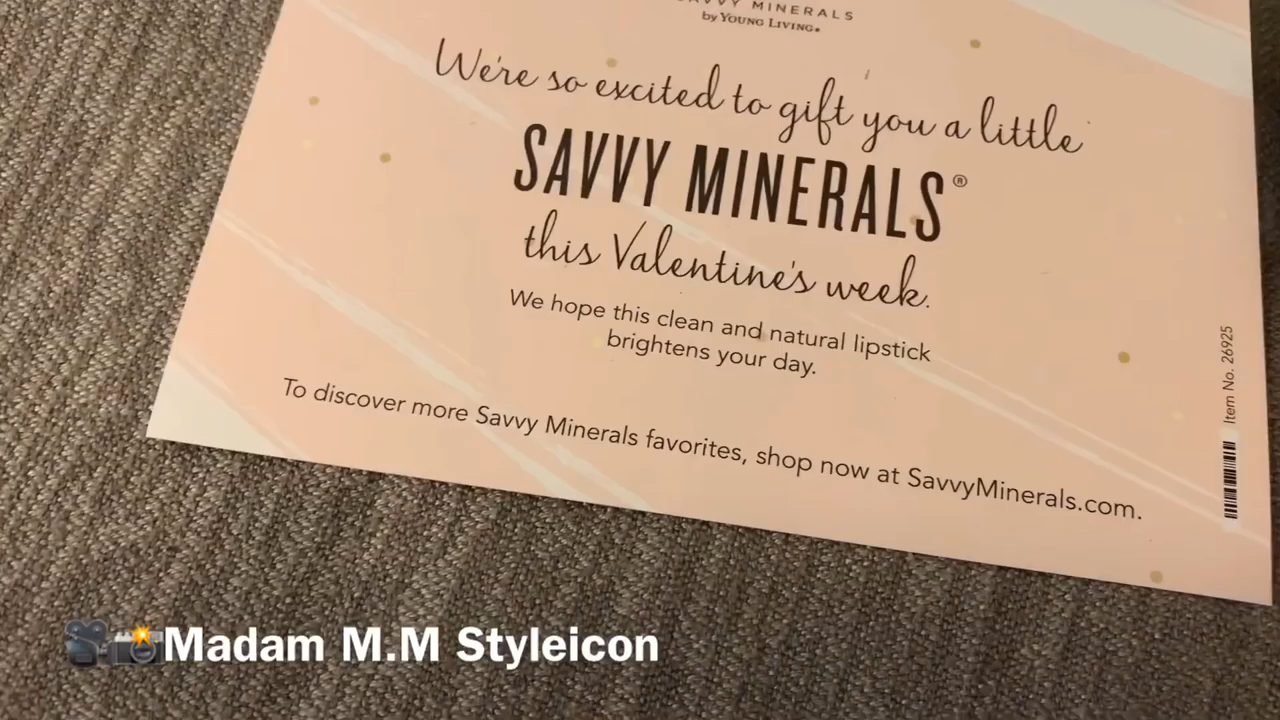 SAVVY MINERALS
by YOUNG LIVING®
We're so excited to gift you a little
SAVVY MINERALS®
this Valentine's week.
We hope this clean and natural lipstick
brightens your day.
To discover more Savvy Minerals favorites, shop now at SavvyMinerals.com.
Item No. 26925
🎥📸Madam M.M Styleicon